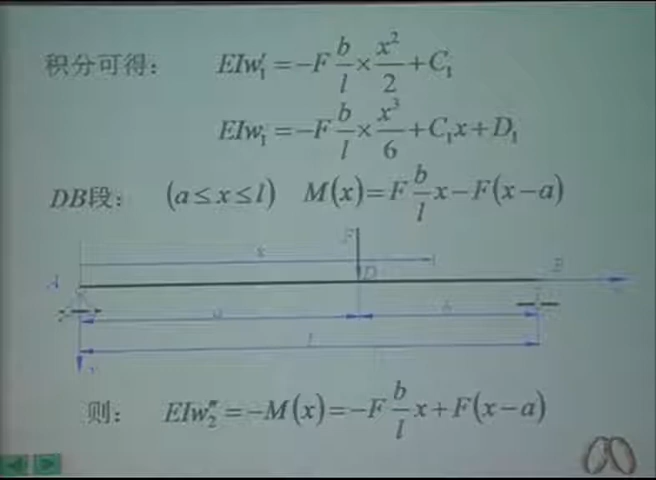 积分可得： EIw₁′ = −F b/l × x²/2 + C₁
EIw₁ = −F b/l × x³/6 + C₁x + D₁
DB段： (a ≤ x ≤ l) M(x) = F b/l x − F(x−a)
F
x
A D B
a b
l
则： EIw₂″ = −M(x) = −F b/l x + F(x−a)